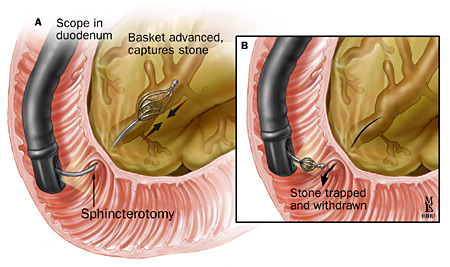 A
Scope in
duodenum
Basket advanced,
captures stone
Sphincterotomy
B
Stone trapped
and withdrawn